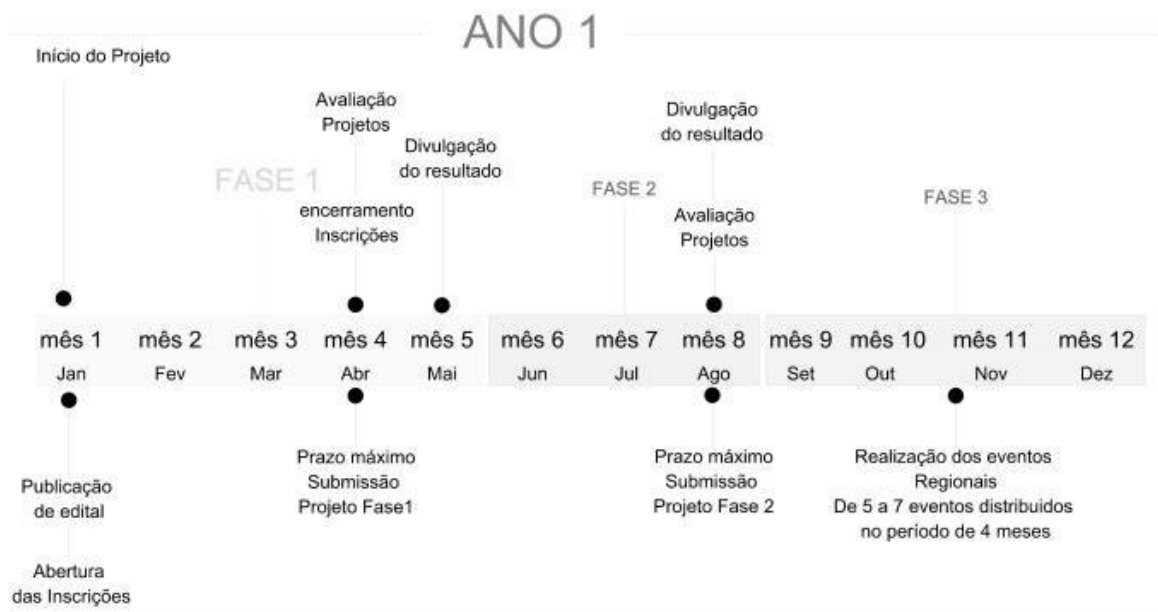 ANO 1
Início do Projeto
Avaliação
Projetos
Divulgação
do resultado
FASE 1
encerramento
Inscrições
Divulgação
do resultado
FASE 2
Avaliação
Projetos
FASE 3
mês 1 mês 2 mês 3 mês 4 mês 5 mês 6 mês 7 mês 8 mês 9 mês 10 mês 11 mês 12
Jan Fev Mar Abr Mai Jun Jul Ago Set Out Nov Dez
Publicação
de edital
Abertura
das Inscrições
Prazo máximo
Submissão
Projeto Fase1
Prazo máximo
Submissão
Projeto Fase 2
Realização dos eventos
Regionais
De 5 a 7 eventos distribuidos
no período de 4 meses